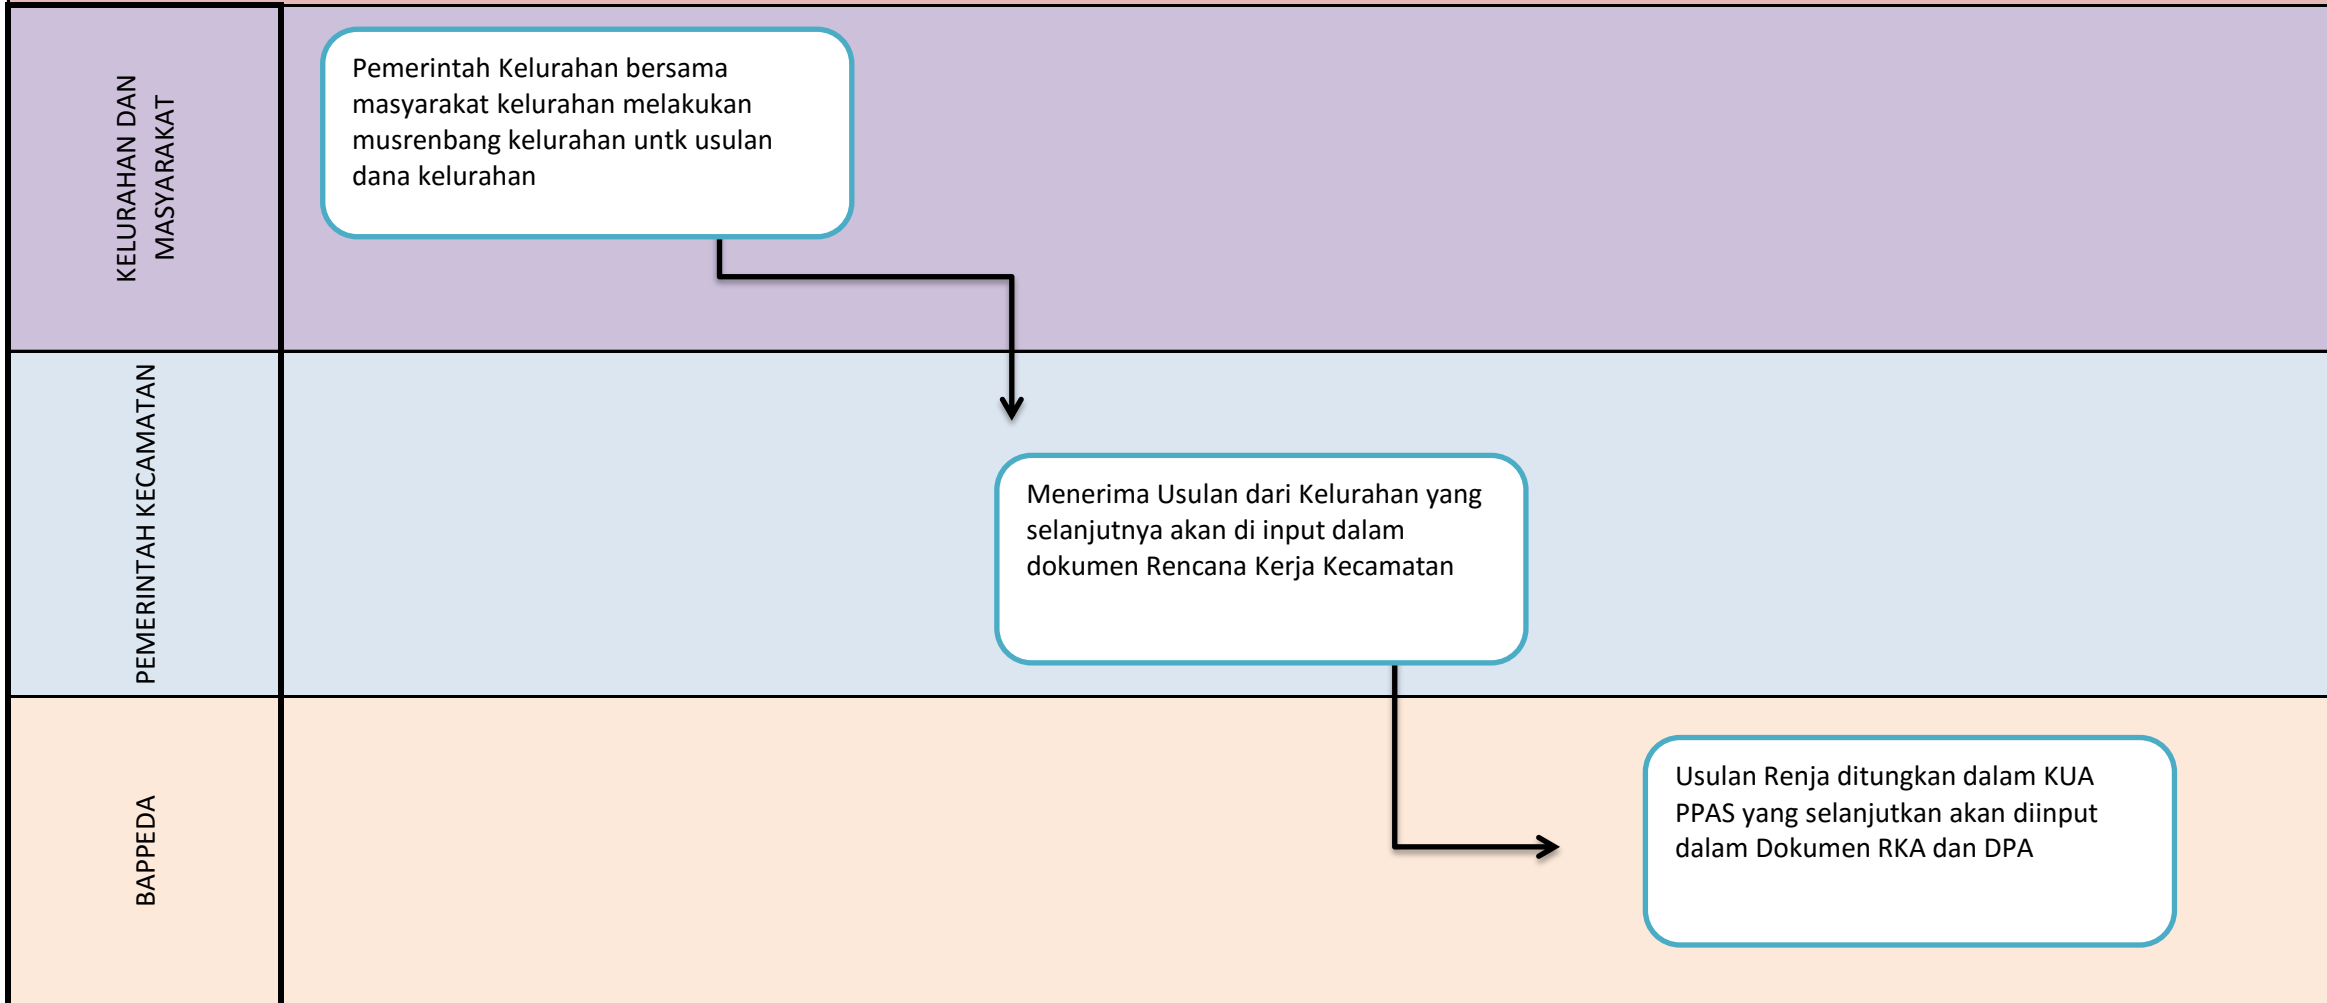 KELURAHAN DAN
MASYARAKAT
Pemerintah Kelurahan bersama
masyarakat kelurahan melakukan
musrenbang kelurahan untk usulan
dana kelurahan
PEMERINTAH KECAMATAN
Menerima Usulan dari Kelurahan yang
selanjutnya akan di input dalam
dokumen Rencana Kerja Kecamatan
BAPPEDA
Usulan Renja ditungkan dalam KUA
PPAS yang selanjutkan akan diinput
dalam Dokumen RKA dan DPA